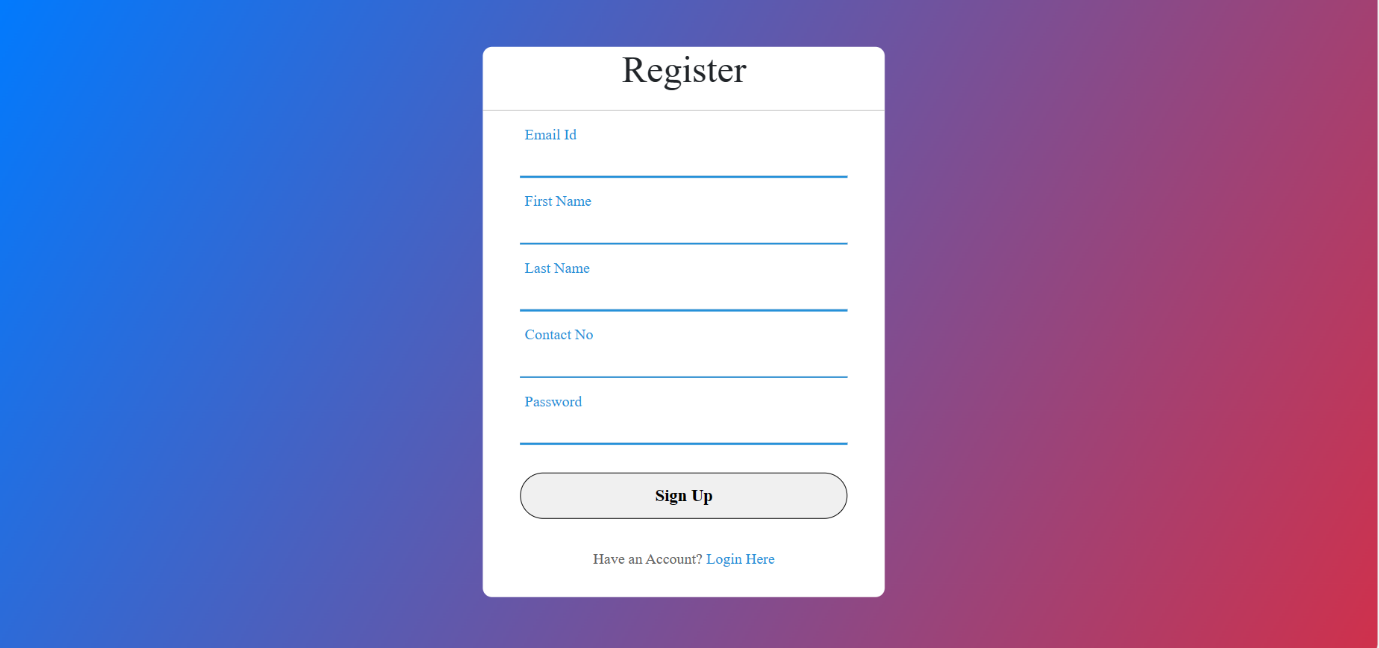 Register
Email Id
First Name
Last Name
Contact No
Password
Sign Up
Have an Account? Login Here